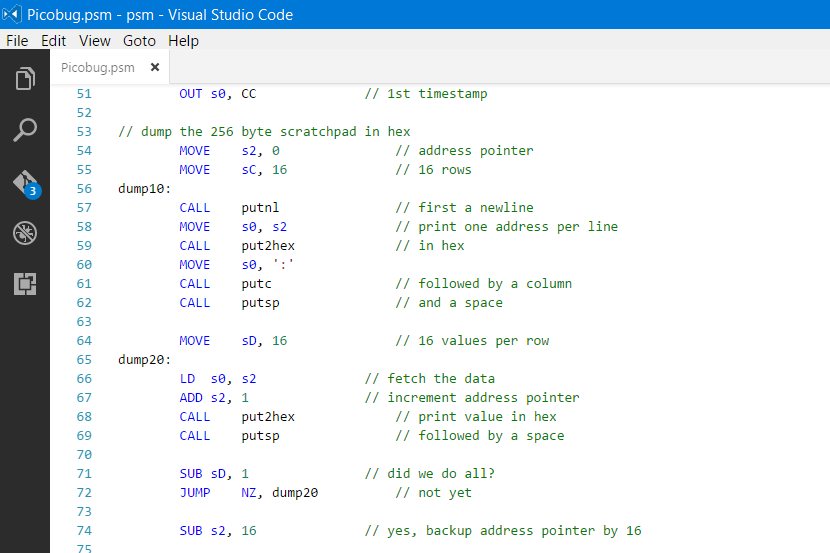 Picobug.psm - psm - Visual Studio Code
File Edit View Goto Help
Picobug.psm ×
51 OUT s0, CC // 1st timestamp
52
53 // dump the 256 byte scratchpad in hex
54 MOVE s2, 0 // address pointer
55 MOVE sC, 16 // 16 rows
56 dump10:
57 CALL putnl // first a newline
58 MOVE s0, s2 // print one address per line
59 CALL put2hex // in hex
60 MOVE s0, ':'
61 CALL putc // followed by a column
62 CALL putsp // and a space
63
3
64 MOVE sD, 16 // 16 values per row
65 dump20:
66 LD s0, s2 // fetch the data
67 ADD s2, 1 // increment address pointer
68 CALL put2hex // print value in hex
69 CALL putsp // followed by a space
70
71 SUB sD, 1 // did we do all?
72 JUMP NZ, dump20 // not yet
73
74 SUB s2, 16 // yes, backup address pointer by 16
75